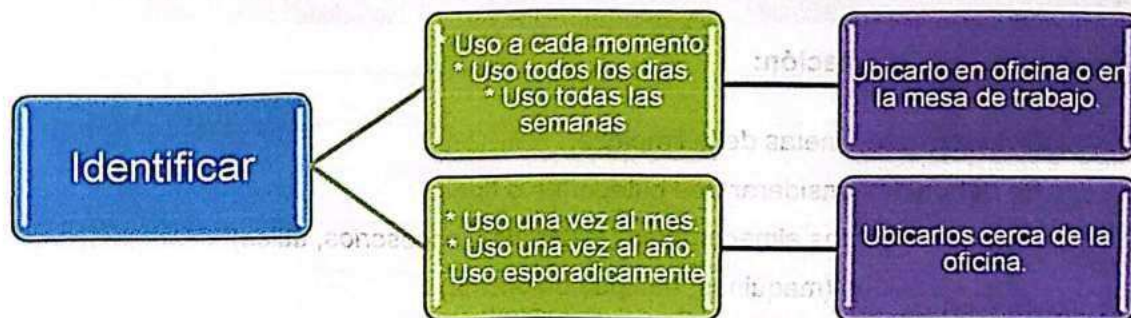 Identificar
* Uso a cada momento.
* Uso todos los dias.
* Uso todas las
semanas
Ubicarlo en oficina o en
la mesa de trabajo.
* Uso una vez al mes.
* Uso una vez al año.
Uso esporadicamente
Ubicarlos cerca de la
oficina.